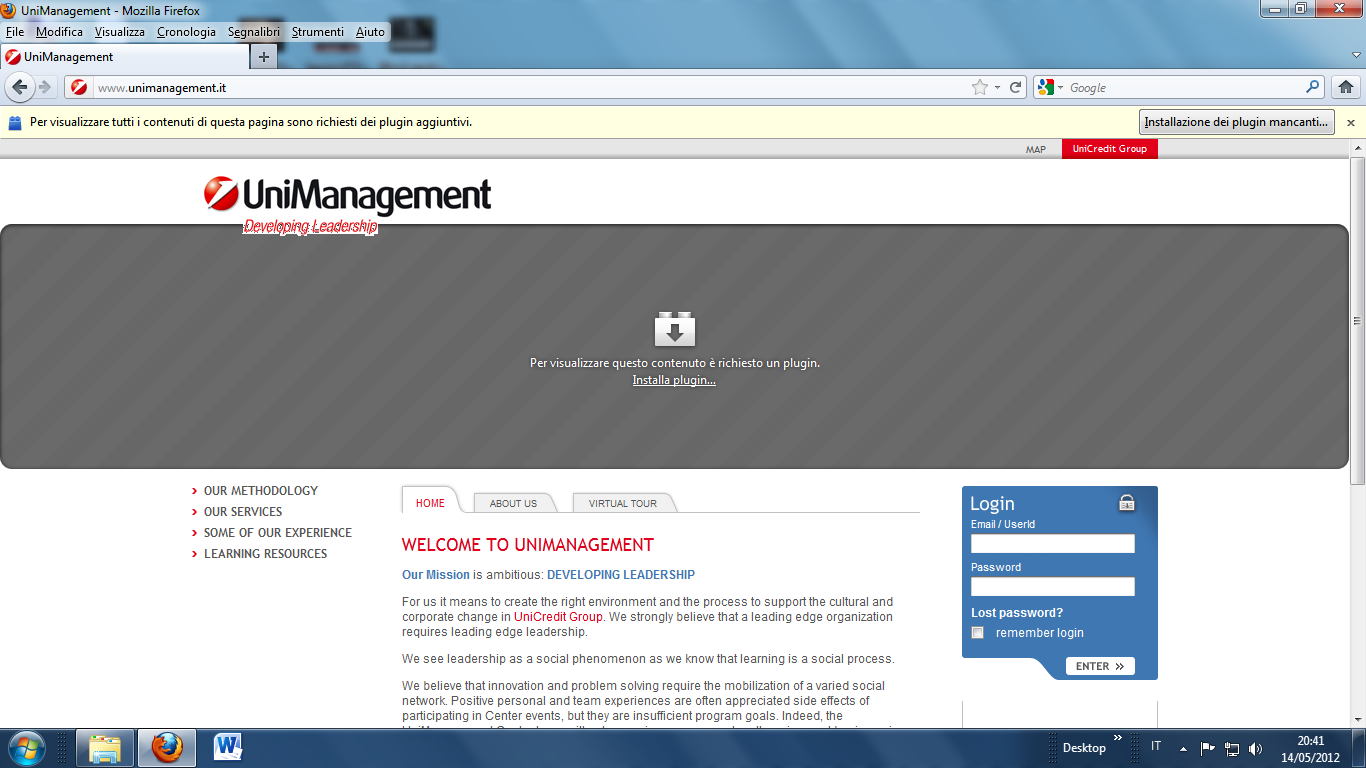 UniManagement - Mozilla Firefox
File Modifica Visualizza Cronologia Segnalibri Strumenti Aiuto
UniManagement
www.unimanagement.it
Google
Per visualizzare tutti i contenuti di questa pagina sono richiesti dei plugin aggiuntivi.
Installazione dei plugin mancanti...
MAP
UniCredit Group
UniManagement
Developing Leadership
Per visualizzare questo contenuto è richiesto un plugin.
Installa plugin...
OUR METHODOLOGY
OUR SERVICES
SOME OF OUR EXPERIENCE
LEARNING RESOURCES
HOME ABOUT US VIRTUAL TOUR
WELCOME TO UNIMANAGEMENT
Our Mission is ambitious: DEVELOPING LEADERSHIP
For us it means to create the right environment and the process to support the cultural and
corporate change in UniCredit Group. We strongly believe that a leading edge organization
requires leading edge leadership.
We see leadership as a social phenomenon as we know that learning is a social process.
We believe that innovation and problem solving require the mobilization of a varied social
network. Positive personal and team experiences are often appreciated side effects of
participating in Center events, but they are insufficient program goals. Indeed, the
Login
Email / UserId
Password
Lost password?
remember login
ENTER »
Desktop »
IT
20:41
14/05/2012